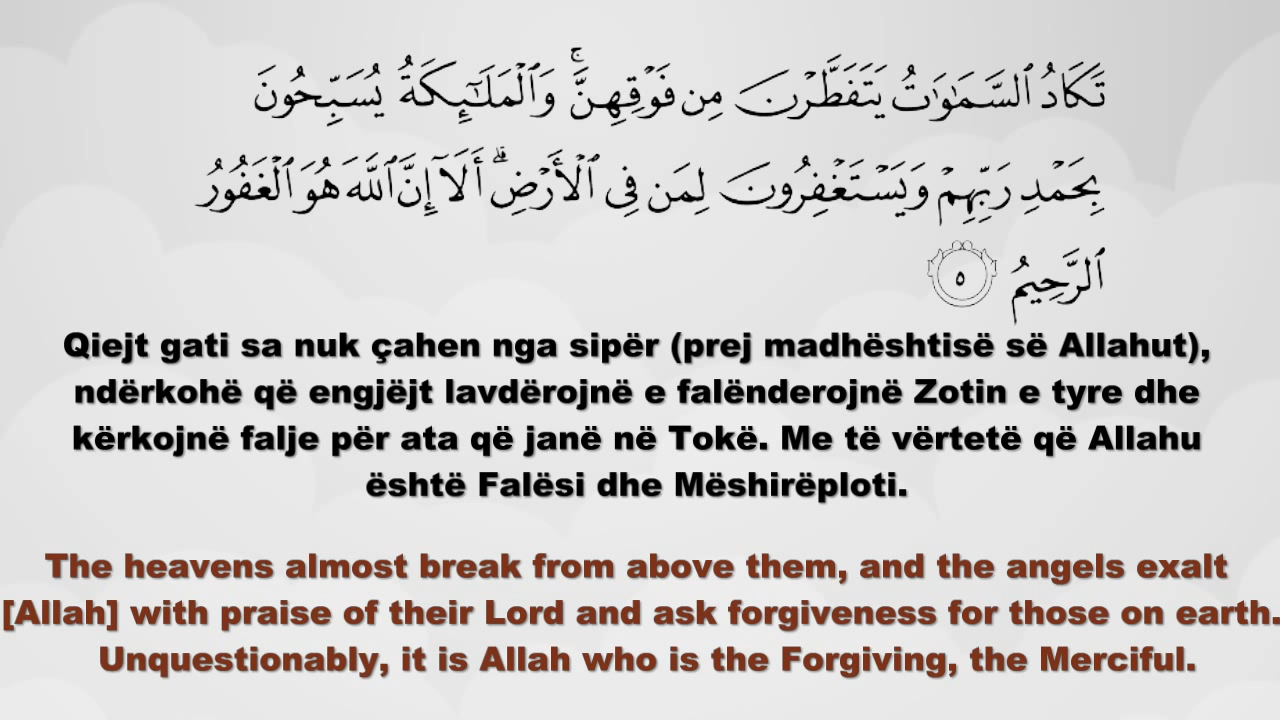 تَكَادُ ٱلسَّمَـٰوَٰتُ يَتَفَطَّرْنَ مِن فَوْقِهِنَّ ۚ وَٱلْمَلَـٰٓئِكَةُ يُسَبِّحُونَ
بِحَمْدِ رَبِّهِمْ وَيَسْتَغْفِرُونَ لِمَن فِى ٱلْأَرْضِ ۗ أَلَآ إِنَّ ٱللَّهَ هُوَ ٱلْغَفُورُ
ٱلرَّحِيمُ ٥
Qiejt gati sa nuk çahen nga sipër (prej madhështisë së Allahut),
ndërkohë që engjëjt lavdërojnë e falënderojnë Zotin e tyre dhe
kërkojnë falje për ata që janë në Tokë. Me të vërtetë që Allahu
është Falësi dhe Mëshirëploti.
The heavens almost break from above them, and the angels exalt
[Allah] with praise of their Lord and ask forgiveness for those on earth.
Unquestionably, it is Allah who is the Forgiving, the Merciful.